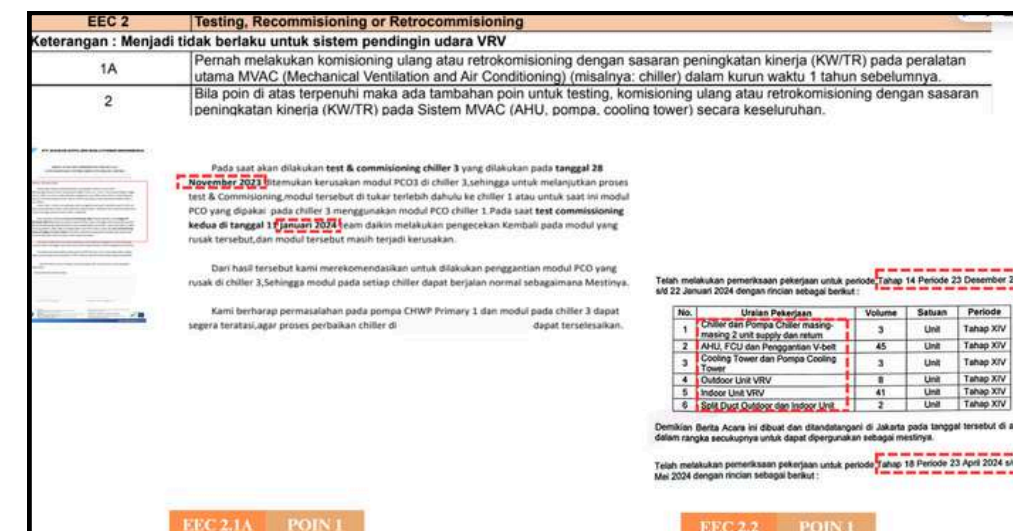 EEC 2 Testing, Recommisioning or Retrocommisioning
Keterangan : Menjadi tidak berlaku untuk sistem pendingin udara VRV
1A Pernah melakukan komisioning ulang atau retrokomisioning dengan sasaran peningkatan kinerja (KW/TR) pada peralatan
utama MVAC (Mechanical Ventilation and Air Conditioning) (misalnya: chiller) dalam kurun waktu 1 tahun sebelumnya.
2 Bila poin di atas terpenuhi maka ada tambahan poin untuk testing, komisioning ulang atau retrokomisioning dengan sasaran
peningkatan kinerja (KW/TR) pada Sistem MVAC (AHU, pompa, cooling tower) secara keseluruhan.
Pada saat akan dilakukan test & commisioning chiller 3 yang dilakukan pada tanggal 28
November 2023 ditemukan kerusakan modul PCO3 di chiller 3,sehingga untuk melanjutkan proses
test & Commisioning,modul tersebut di tukar terlebih dahulu ke chiller 1 atau untuk saat ini modul
PCO yang dipakai pada chiller 3 menggunakan modul PCO chiller 1.Pada saat test commissioning
kedua di tanggal 11 Januari 2024 team daikin melakukan pengecekan Kembali pada modul yang
rusak tersebut,dan modul tersebut masih terjadi kerusakan.
Dari hasil tersebut kami merekomendasikan untuk dilakukan penggantian modul PCO yang
rusak di chiller 3,Sehingga modul pada setiap chiller dapat berjalan normal sebagaimana Mestinya.
Kami berharap permasalahan pada pompa CHWP Primary 1 dan modul pada chiller 3 dapat
segera teratasi,agar proses perbaikan chiller di dapat terselesaikan.
Telah melakukan pemeriksaan pekerjaan untuk periode Tahap 14 Periode 23 Desember 2
s/d 22 Januari 2024 dengan rincian sebagai berikut :
No. Uraian Pekerjaan Volume Satuan Periode
1 Chiller dan Pompa Chiller masing-
masing 2 unit supply dan return 3 Unit Tahap XIV
2 AHU, FCU dan Penggantian V-belt 45 Unit Tahap XIV
3 Cooling Tower dan Pompa Cooling
Tower 3 Unit Tahap XIV
4 Outdoor Unit VRV 8 Unit Tahap XIV
5 Indoor Unit VRV 41 Unit Tahap XIV
6 Split Duct Outdoor dan Indoor Unit 2 Unit Tahap XIV
Demikian Berita Acara ini dibuat dan ditandatangani di Jakarta pada tanggal tersebut di a
dalam rangka secukupnya untuk dapat dipergunakan sebagai mestinya.
Telah melakukan pemeriksaan pekerjaan untuk periode Tahap 18 Periode 23 April 2024 s/
Mei 2024 dengan rincian sebagai berikut :
EEC 2.1A POIN 1
EEC 2.2 POIN 1